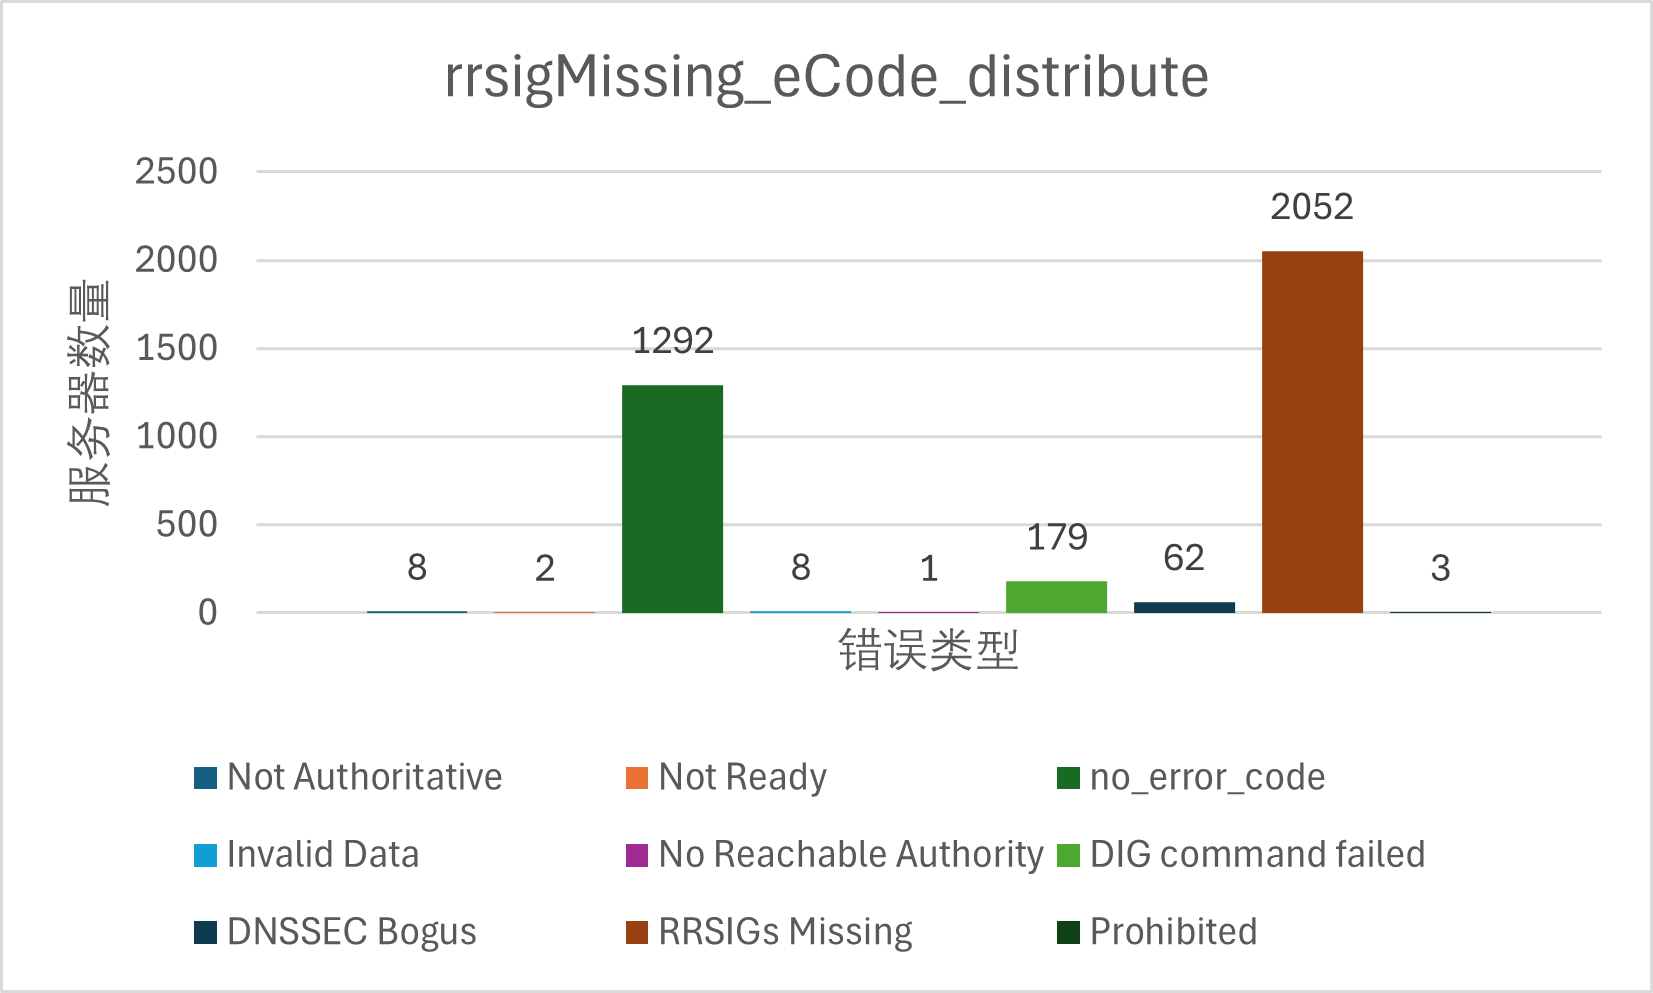 rrsigMissing_eCode_distribute
2500
2000
1500
1000
500
0
服务器数量
8
2
1292
8
1
179
62
2052
3
错误类型
Not Authoritative
Not Ready
no_error_code
Invalid Data
No Reachable Authority
DIG command failed
DNSSEC Bogus
RRSIGs Missing
Prohibited